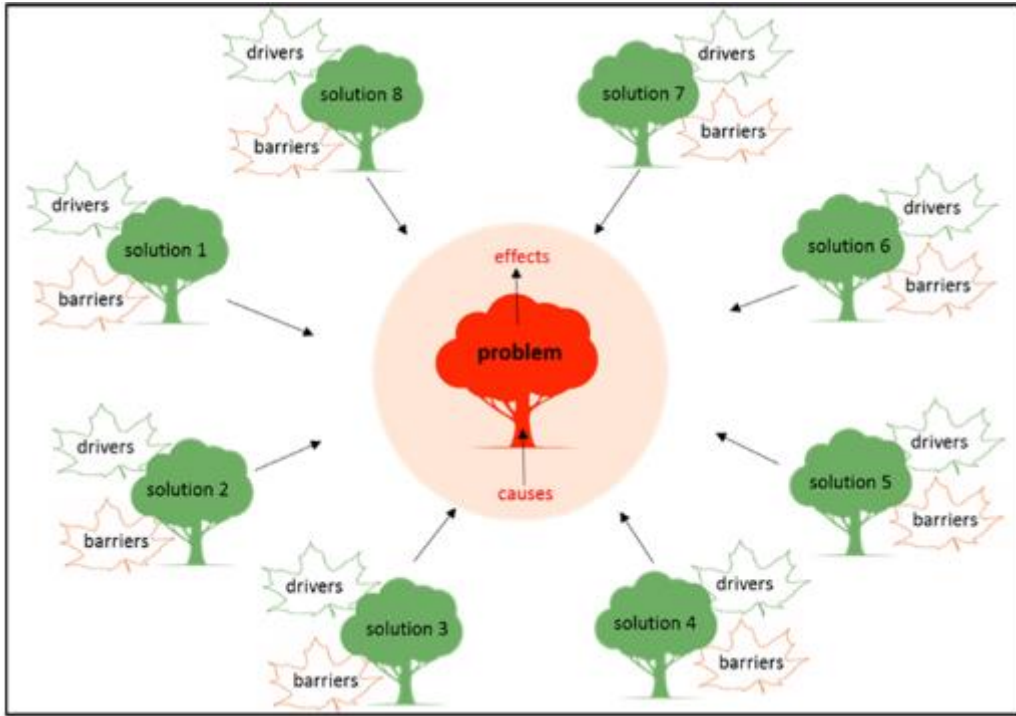 drivers
solution 8
barriers
drivers
solution 7
barriers
drivers
solution 1
barriers
drivers
solution 6
barriers
effects
problem
causes
drivers
solution 2
barriers
drivers
solution 5
barriers
drivers
solution 3
barriers
drivers
solution 4
barriers